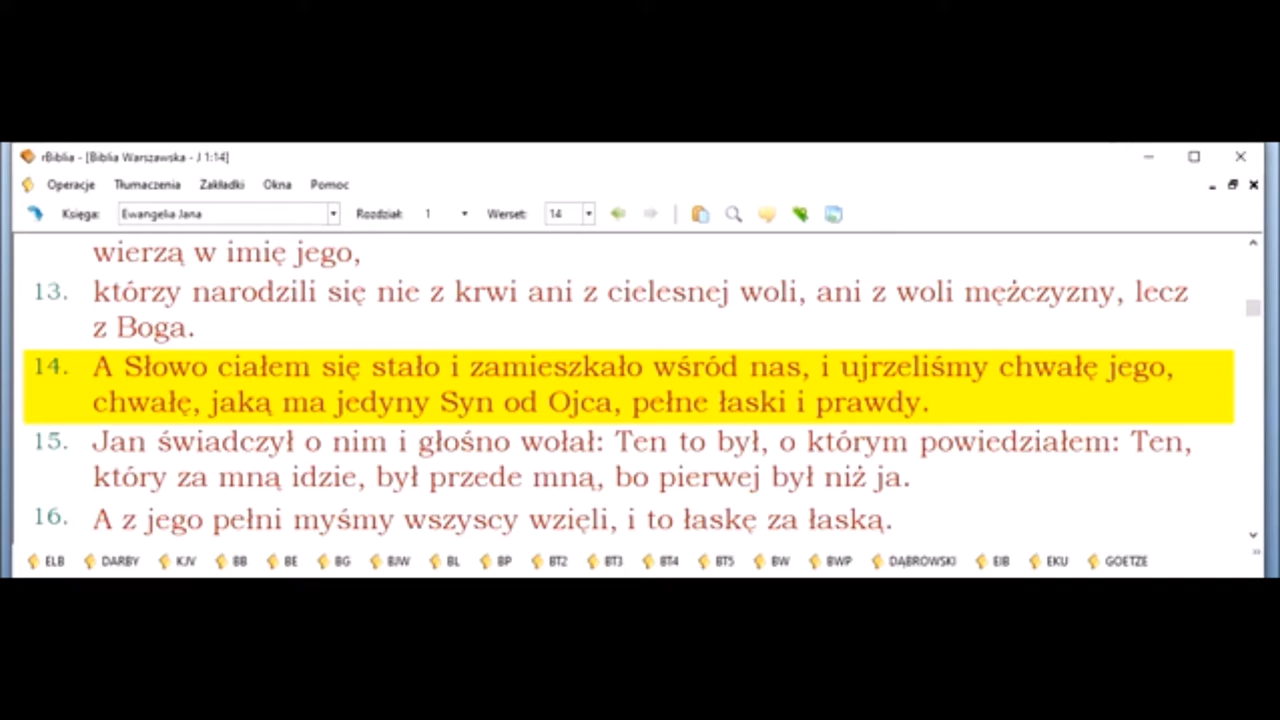 rBiblia - [Biblia Warszawska - J 1:14]
Operacje Tłumaczenia Zakładki Okna Pomoc
Księga: Ewangelia Jana Rozdział: 1 Werset: 14
wierzą w imię jego,
13. którzy narodzili się nie z krwi ani z cielesnej woli, ani z woli mężczyzny, lecz
z Boga.
14. A Słowo ciałem się stało i zamieszkało wśród nas, i ujrzeliśmy chwałę jego,
chwałę, jaką ma jedyny Syn od Ojca, pełne łaski i prawdy.
15. Jan świadczył o nim i głośno wołał: Ten to był, o którym powiedziałem: Ten,
który za mną idzie, był przede mną, bo pierwej był niż ja.
16. A z jego pełni myśmy wszyscy wzięli, i to łaskę za łaską.
ELB DARBY KJV BB BE BG BJW BL BP BT2 BT3 BT4 BT5 BW BWP DĄBROWSKI EIB EKU GOETZE